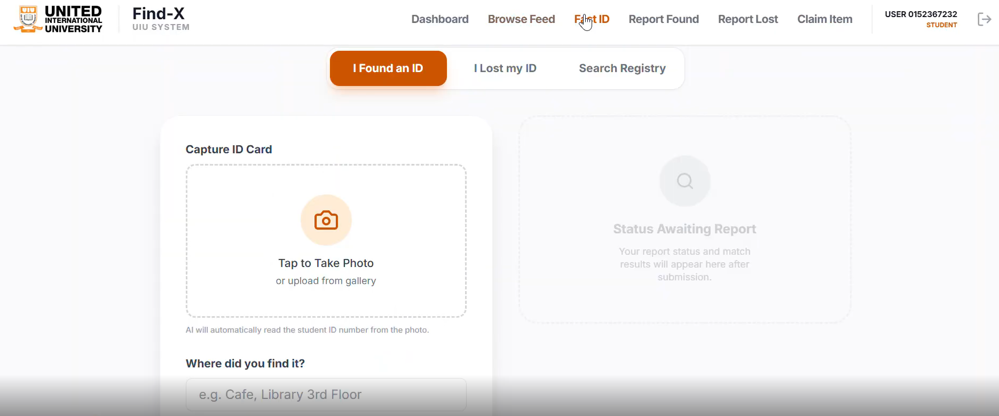 UNITED
INTERNATIONAL
UNIVERSITY
Find-X
UIU SYSTEM
Dashboard
Browse Feed
Fast ID
Report Found
Report Lost
Claim Item
USER 0152367232
STUDENT
I Found an ID
I Lost my ID
Search Registry
Capture ID Card
Tap to Take Photo
or upload from gallery
AI will automatically read the student ID number from the photo.
Where did you find it?
e.g. Cafe, Library 3rd Floor
Status Awaiting Report
Your report status and match
results will appear here after
submission.